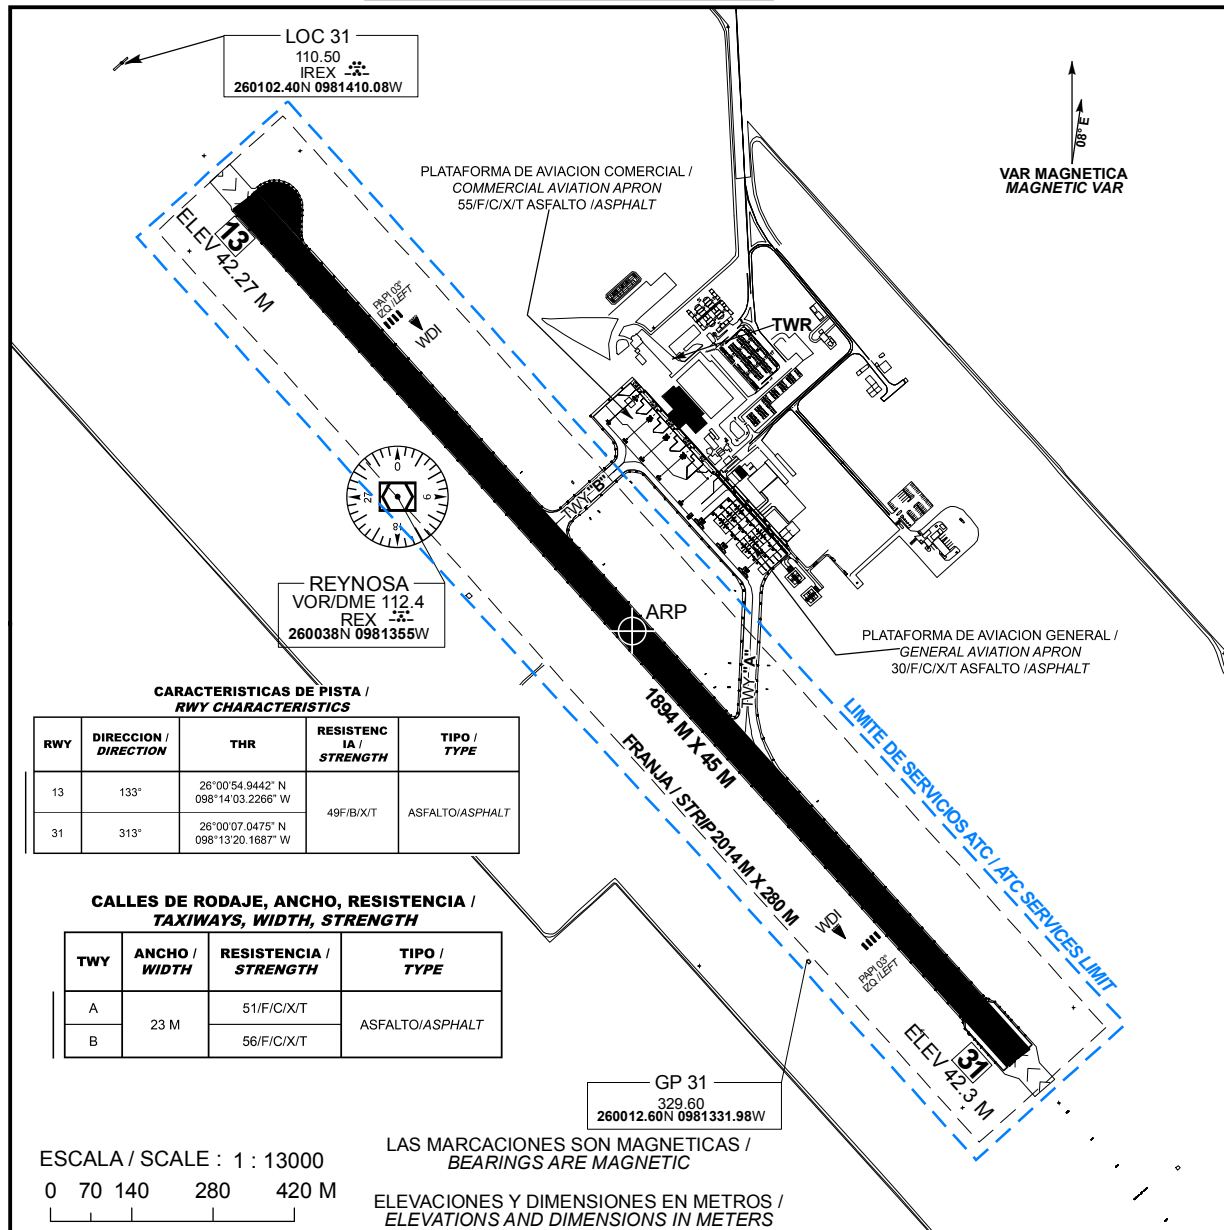 LOC 31
110.50
IREX
260102.40N 0981410.08W
08° E
VAR MAGNETICA
MAGNETIC VAR
PLATAFORMA DE AVIACION COMERCIAL /
COMMERCIAL AVIATION APRON
55/F/C/X/T ASFALTO /ASPHALT
13
ELEV 42.27 M
PAPI 03°
IZQ /LEFT
WDI
TWR
0
9
18
27
TWY "B"
REYNOSA
VOR/DME 112.4
REX
260038N 0981355W
ARP
TWY "A"
PLATAFORMA DE AVIACION GENERAL /
GENERAL AVIATION APRON
30/F/C/X/T ASFALTO /ASPHALT
1894 M X 45 M
FRANJA / STRIP2014 M X 280 M
LIMITE DE SERVICIOS ATC / ATC SERVICES LIMIT
CARACTERISTICAS DE PISTA /
RWY CHARACTERISTICS
RWY
DIRECCION /
DIRECTION
THR
RESISTENC
IA /
STRENGTH
TIPO /
TYPE
13
133°
26°00'54.9442" N
098°14'03.2266" W
49F/B/X/T
ASFALTO/ASPHALT
31
313°
26°00'07.0475" N
098°13'20.1687" W
CALLES DE RODAJE, ANCHO, RESISTENCIA /
TAXIWAYS, WIDTH, STRENGTH
TWY
ANCHO /
WIDTH
RESISTENCIA /
STRENGTH
TIPO /
TYPE
A
23 M
51/F/C/X/T
ASFALTO/ASPHALT
B
56/F/C/X/T
WDI
PAPI 03°
IZQ /LEFT
31
ELEV 42.3 M
GP 31
329.60
260012.60N 0981331.98W
ESCALA / SCALE : 1 : 13000
0 70 140 280 420 M
LAS MARCACIONES SON MAGNETICAS /
BEARINGS ARE MAGNETIC
ELEVACIONES Y DIMENSIONES EN METROS /
ELEVATIONS AND DIMENSIONS IN METERS